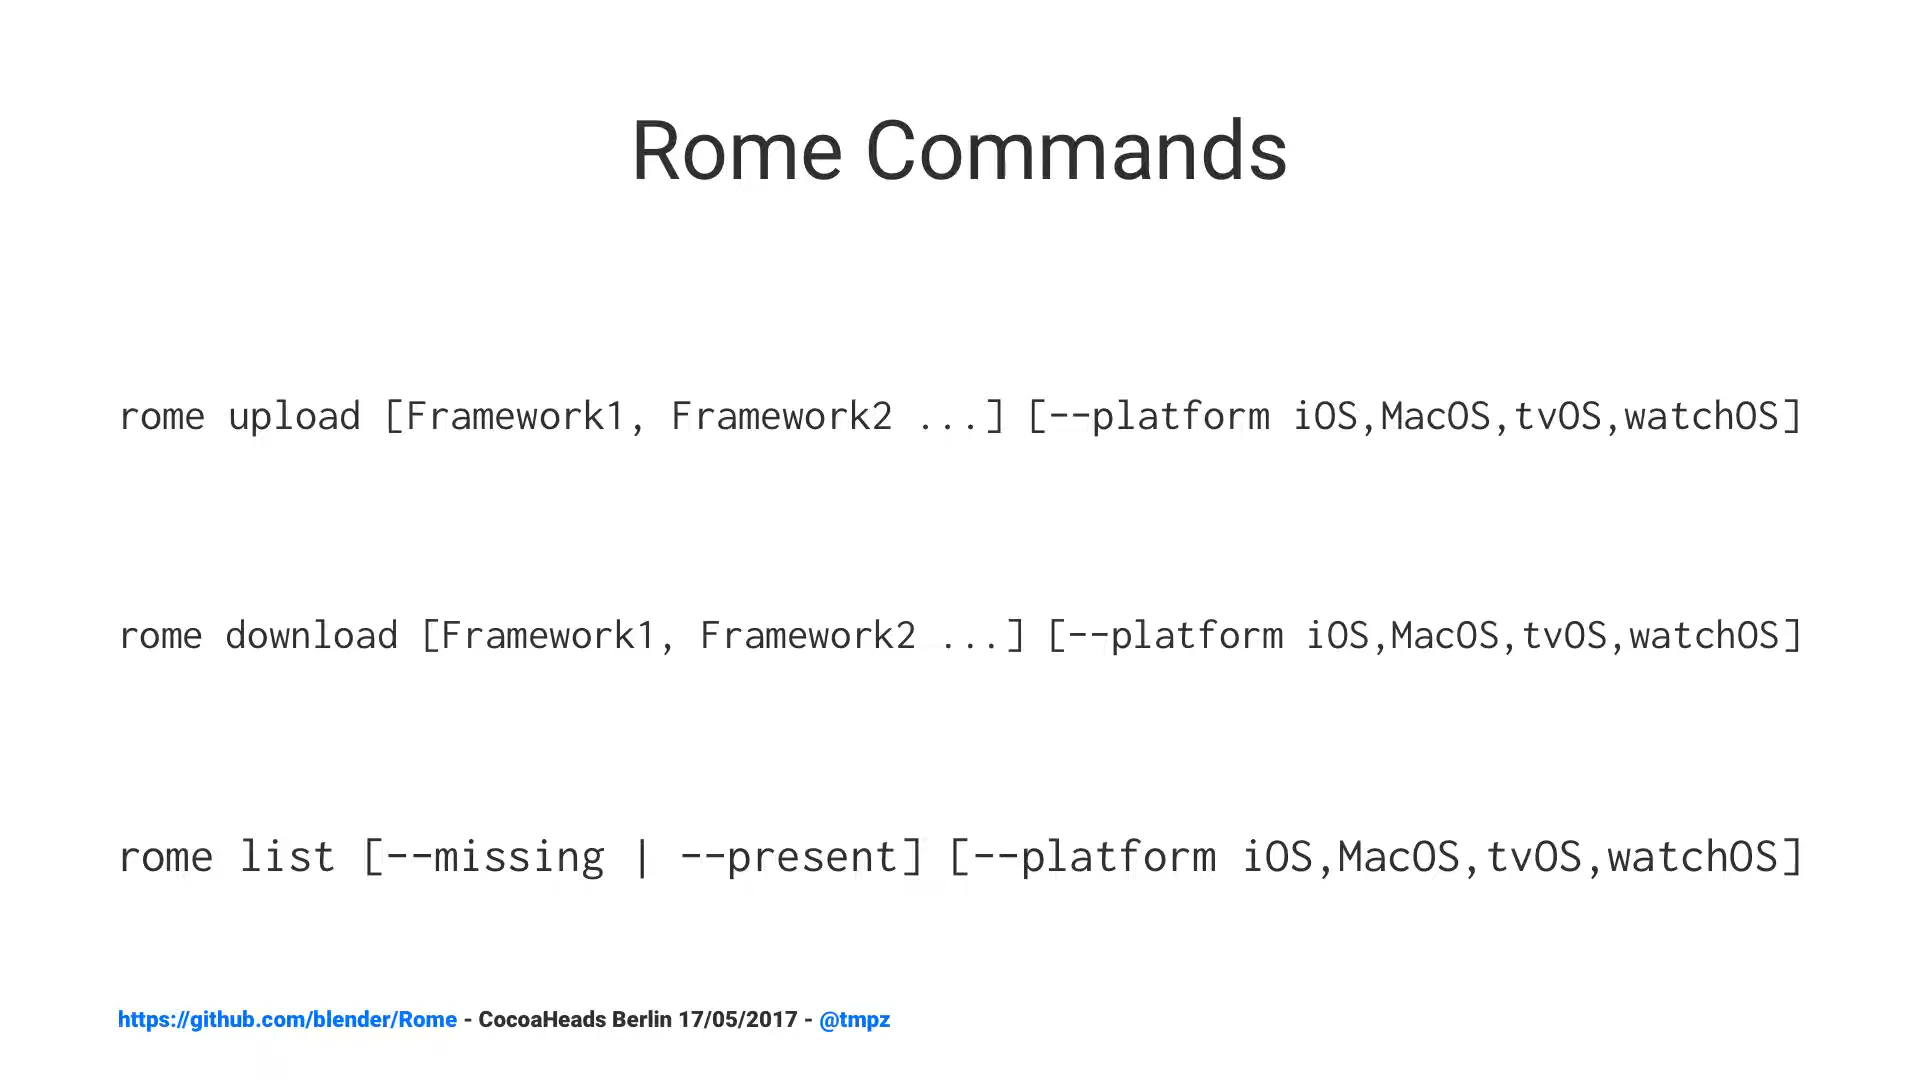 Rome Commands
rome upload [Framework1, Framework2 ...] [--platform iOS,MacOS,tvOS,watchOS]
rome download [Framework1, Framework2 ...] [--platform iOS,MacOS,tvOS,watchOS]
rome list [--missing | --present] [--platform iOS,MacOS,tvOS,watchOS]
https://github.com/blender/Rome - CocoaHeads Berlin 17/05/2017 - @tmpz